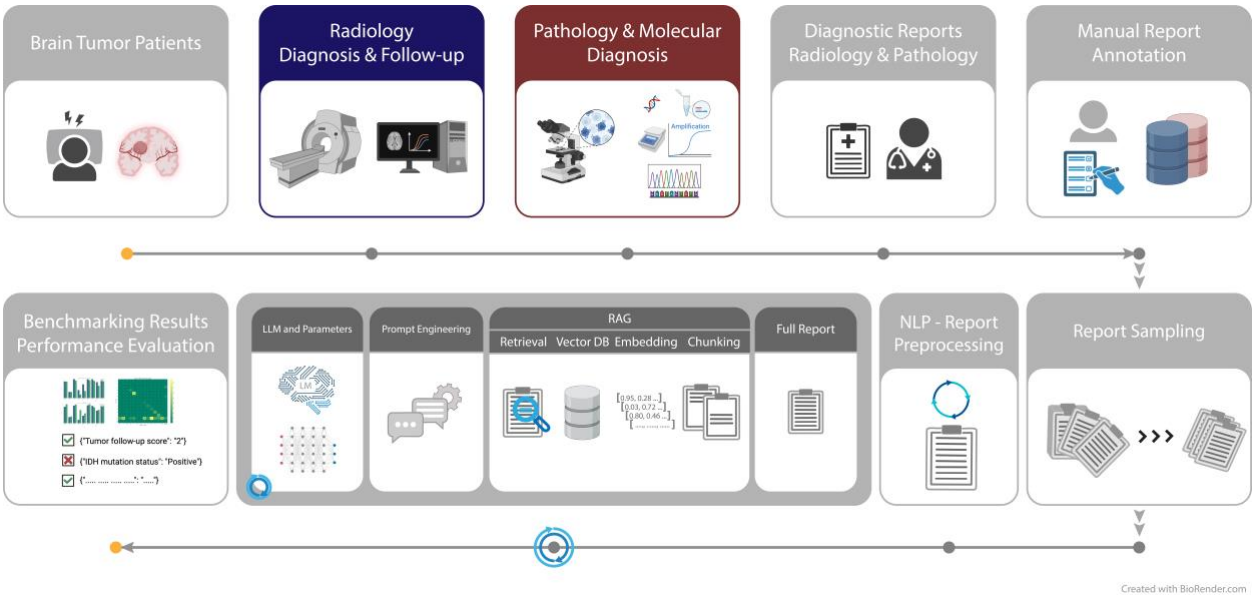 Brain Tumor Patients
Radiology
Diagnosis & Follow-up
Pathology & Molecular
Diagnosis
Amplification
Diagnostic Reports
Radiology & Pathology
Manual Report
Annotation
Benchmarking Results
Performance Evaluation
{"Tumor follow-up score": "2"}
{"IDH mutation status": "Positive"}
{"..... ..... ..... .....": "....."}
LLM and Parameters
LM
Prompt Engineering
RAG
Retrieval Vector DB Embedding Chunking
[0.95, 0.28 ...]
[0.03, 0.72 ...]
[0.80, 0.46 ...]
[ ..... ..... ..... ]
Full Report
NLP - Report
Preprocessing
Report Sampling
Created with BioRender.com